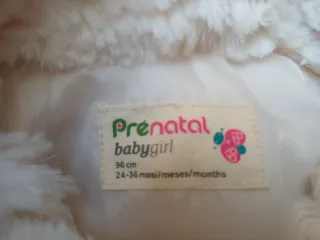 Prénatal
babygirl
96 cm
24-36 mesi/meses/months